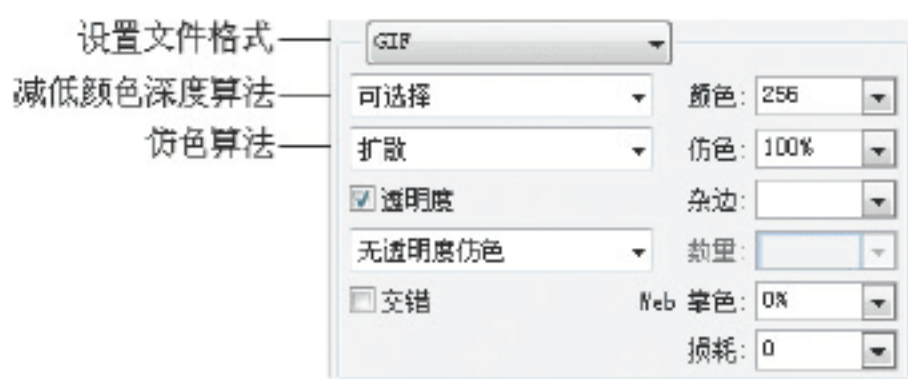 设置文件格式 GIF
减低颜色深度算法 可选择 颜色: 256
仿色算法 扩散 仿色: 100%
透明度 杂边:
无透明度仿色 数量:
交错 Web 靠色: 0%
损耗: 0